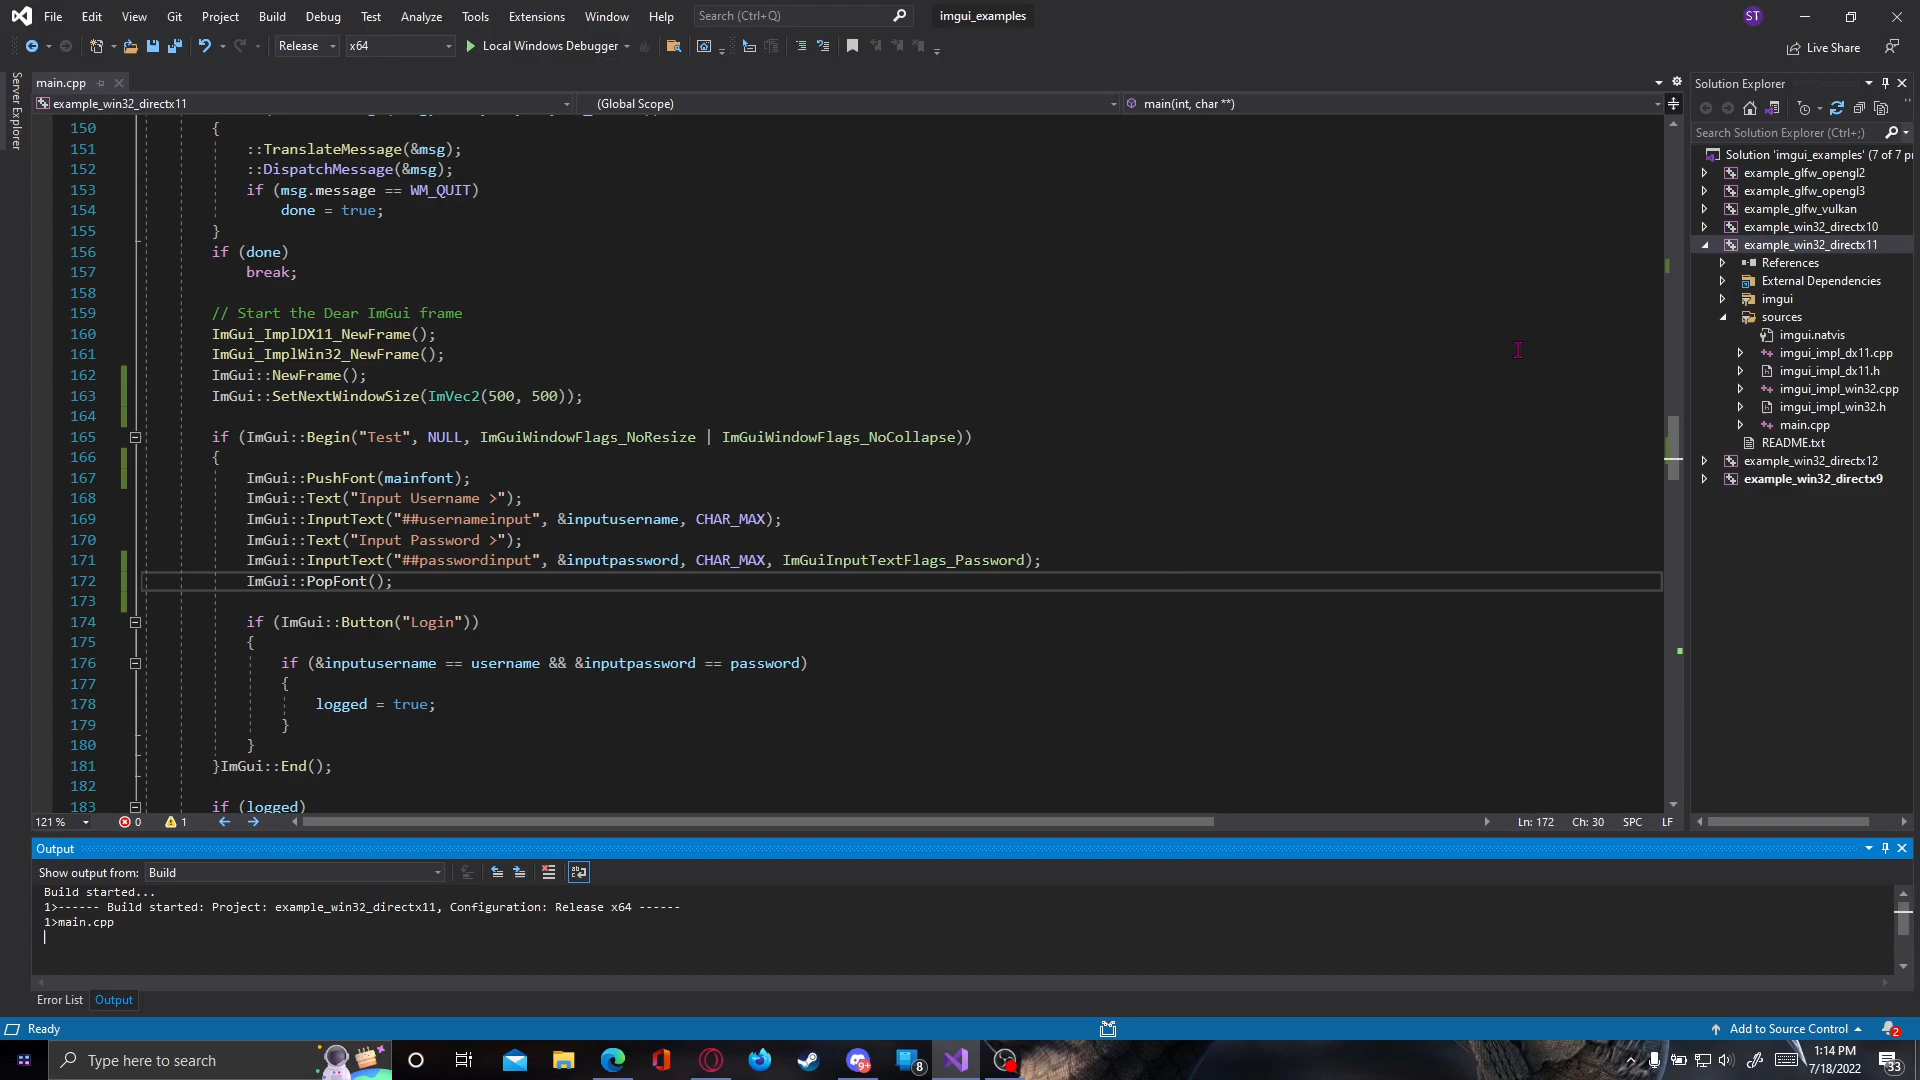 File Edit View Git Project Build Debug Test Analyze Tools Extensions Window Help Search (Ctrl+Q) imgui_examples ST
Release x64 Local Windows Debugger Live Share
Server Explorer
main.cpp
example_win32_directx11 (Global Scope) main(int, char **)
150 {
151 ::TranslateMessage(&msg);
152 ::DispatchMessage(&msg);
153 if (msg.message == WM_QUIT)
154 done = true;
155 }
156 if (done)
157 break;
158
159 // Start the Dear ImGui frame
160 ImGui_ImplDX11_NewFrame();
161 ImGui_ImplWin32_NewFrame();
162 ImGui::NewFrame();
163 ImGui::SetNextWindowSize(ImVec2(500, 500));
164
165 if (ImGui::Begin("Test", NULL, ImGuiWindowFlags_NoResize | ImGuiWindowFlags_NoCollapse))
166 {
167 ImGui::PushFont(mainfont);
168 ImGui::Text("Input Username >");
169 ImGui::InputText("##usernameinput", &inputusername, CHAR_MAX);
170 ImGui::Text("Input Password >");
171 ImGui::InputText("##passwordinput", &inputpassword, CHAR_MAX, ImGuiInputTextFlags_Password);
172 ImGui::PopFont();
173
174 if (ImGui::Button("Login"))
175 {
176 if (&inputusername == username && &inputpassword == password)
177 {
178 logged = true;
179 }
180 }
181 }ImGui::End();
182
183 if (logged)
121 % 0 1 Ln: 172 Ch: 30 SPC LF
Solution Explorer
Search Solution Explorer (Ctrl+;)
Solution 'imgui_examples' (7 of 7 pr
example_glfw_opengl2
example_glfw_opengl3
example_glfw_vulkan
example_win32_directx10
example_win32_directx11
References
External Dependencies
imgui
sources
imgui.natvis
imgui_impl_dx11.cpp
imgui_impl_dx11.h
imgui_impl_win32.cpp
imgui_impl_win32.h
main.cpp
README.txt
example_win32_directx12
example_win32_directx9
Output
Show output from: Build
Build started...
1>------ Build started: Project: example_win32_directx11, Configuration: Release x64 ------
1>main.cpp
Error List Output
Ready Add to Source Control 2
Type here to search 9+ 8 1:14 PM
7/18/2022 33